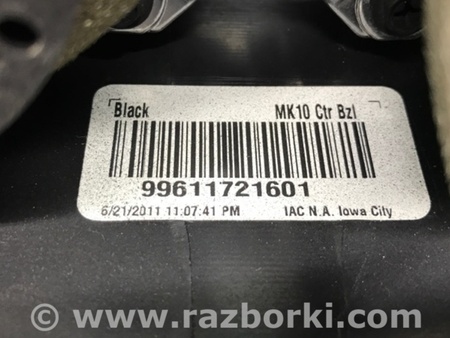 Black MK10 Ctr Bzl
99611721601
6/21/2011 11:07:41 PM IAC N.A. Iowa City
© www.razborki.com